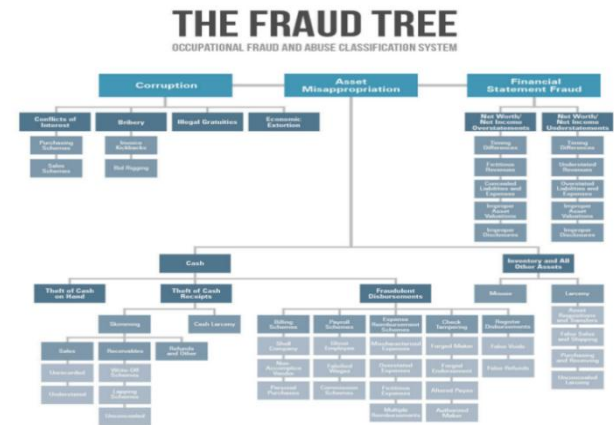 THE FRAUD TREE
OCCUPATIONAL FRAUD AND ABUSE CLASSIFICATION SYSTEM
Corruption
Asset
Misappropriation
Financial
Statement Fraud
Conflicts of
Interest
Bribery
Illegal Gratuities
Economic
Extortion
Net Worth/
Net Income
Overstatements
Net Worth/
Net Income
Understatements
Purchasing
Schemes
Sales
Schemes
Invoice
Kickbacks
Bid Rigging
Timing
Differences
Fictitious
Revenues
Concealed
Liabilities and
Expenses
Improper
Asset
Valuations
Improper
Disclosures
Timing
Differences
Understated
Revenues
Overstated
Liabilities and
Expenses
Improper
Asset
Valuations
Improper
Disclosures
Cash
Inventory and All
Other Assets
Theft of Cash
on Hand
Theft of Cash
Receipts
Fraudulent
Disbursements
Misuse
Larceny
Skimming
Cash Larceny
Sales
Receivables
Refunds
and Other
Unrecorded
Understated
Write-Off
Schemes
Lapping
Schemes
Unconcealed
Billing
Schemes
Shell
Company
Non-
Accomplice
Vendor
Personal
Purchases
Payroll
Schemes
Ghost
Employee
Falsified
Wages
Commission
Schemes
Expense
Reimbursement
Schemes
Mischaracterized
Expenses
Overstated
Expenses
Fictitious
Expenses
Multiple
Reimbursements
Check
Tampering
Forged Maker
Forged
Endorsement
Altered Payee
Authorized
Maker
Register
Disbursements
False Voids
False Refunds
Asset
Requisitions
and Transfers
False Sales
and Shipping
Purchasing
and Receiving
Unconcealed
Larceny